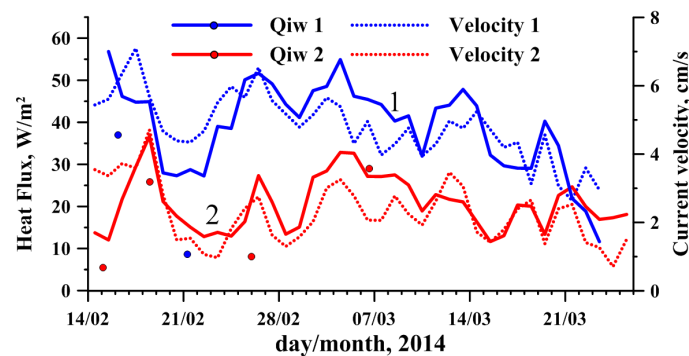 Qiw 1 Velocity 1
Qiw 2 Velocity 2
Heat Flux, W/m²
60
50
40
30
20
10
0
1
2
8
6
4
2
0
Current velocity, cm/s
14/02 21/02 28/02 07/03 14/03 21/03
day/month, 2014